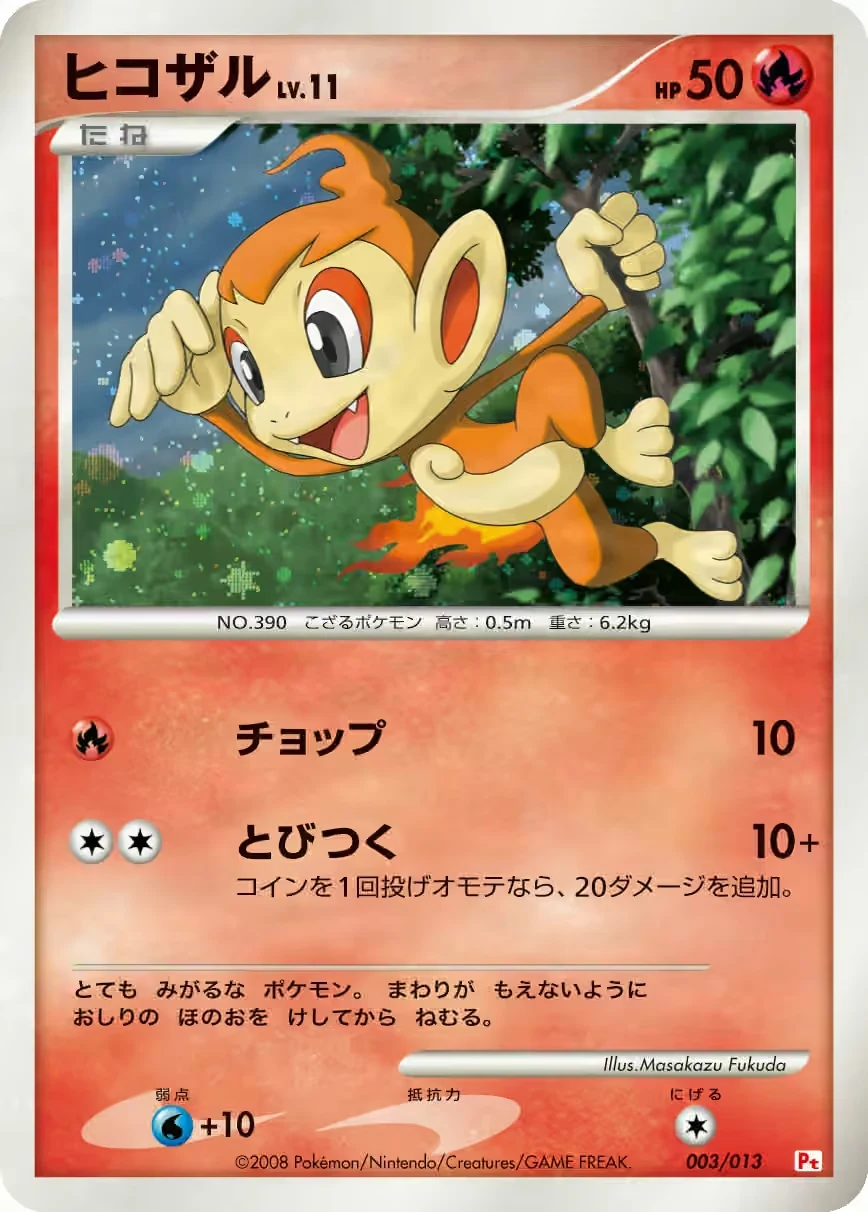 ヒコザル LV.11 HP 50
たね
NO.390 こざるポケモン 高さ：0.5m 重さ：6.2kg
チョップ 10
とびつく 10+
コインを1回投げオモテなら、20ダメージを追加。
とても みがるな ポケモン。 まわりが もえないように
おしりの ほのおを けしてから ねむる。
Illus.Masakazu Fukuda
弱点 抵抗力 にげる
+10
©2008 Pokémon/Nintendo/Creatures/GAME FREAK. 003/013 Pt